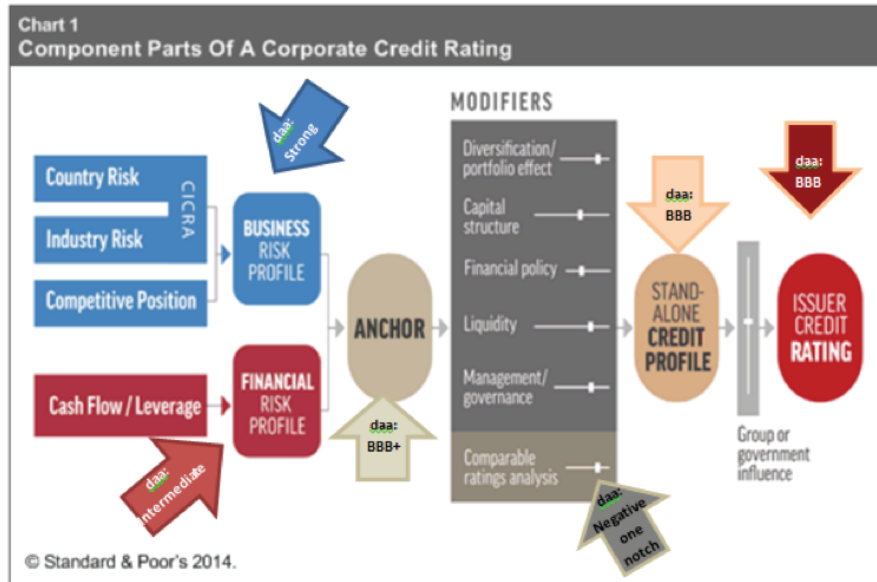 Chart 1
Component Parts Of A Corporate Credit Rating
MODIFIERS
daa:
Strong
Country Risk
CICRA
Industry Risk
Competitive Position
BUSINESS
RISK
PROFILE
Cash Flow / Leverage
FINANCIAL
RISK
PROFILE
daa:
Intermediate
ANCHOR
daa:
BBB+
Diversification/
portfolio effect
Capital
structure
Financial policy
Liquidity
Management/
governance
Comparable
ratings analysis
daa:
Negative
one
notch
daa:
BBB
STAND-
ALONE
CREDIT
PROFILE
Group or
government
influence
daa:
BBB
ISSUER
CREDIT
RATING
© Standard & Poor's 2014.